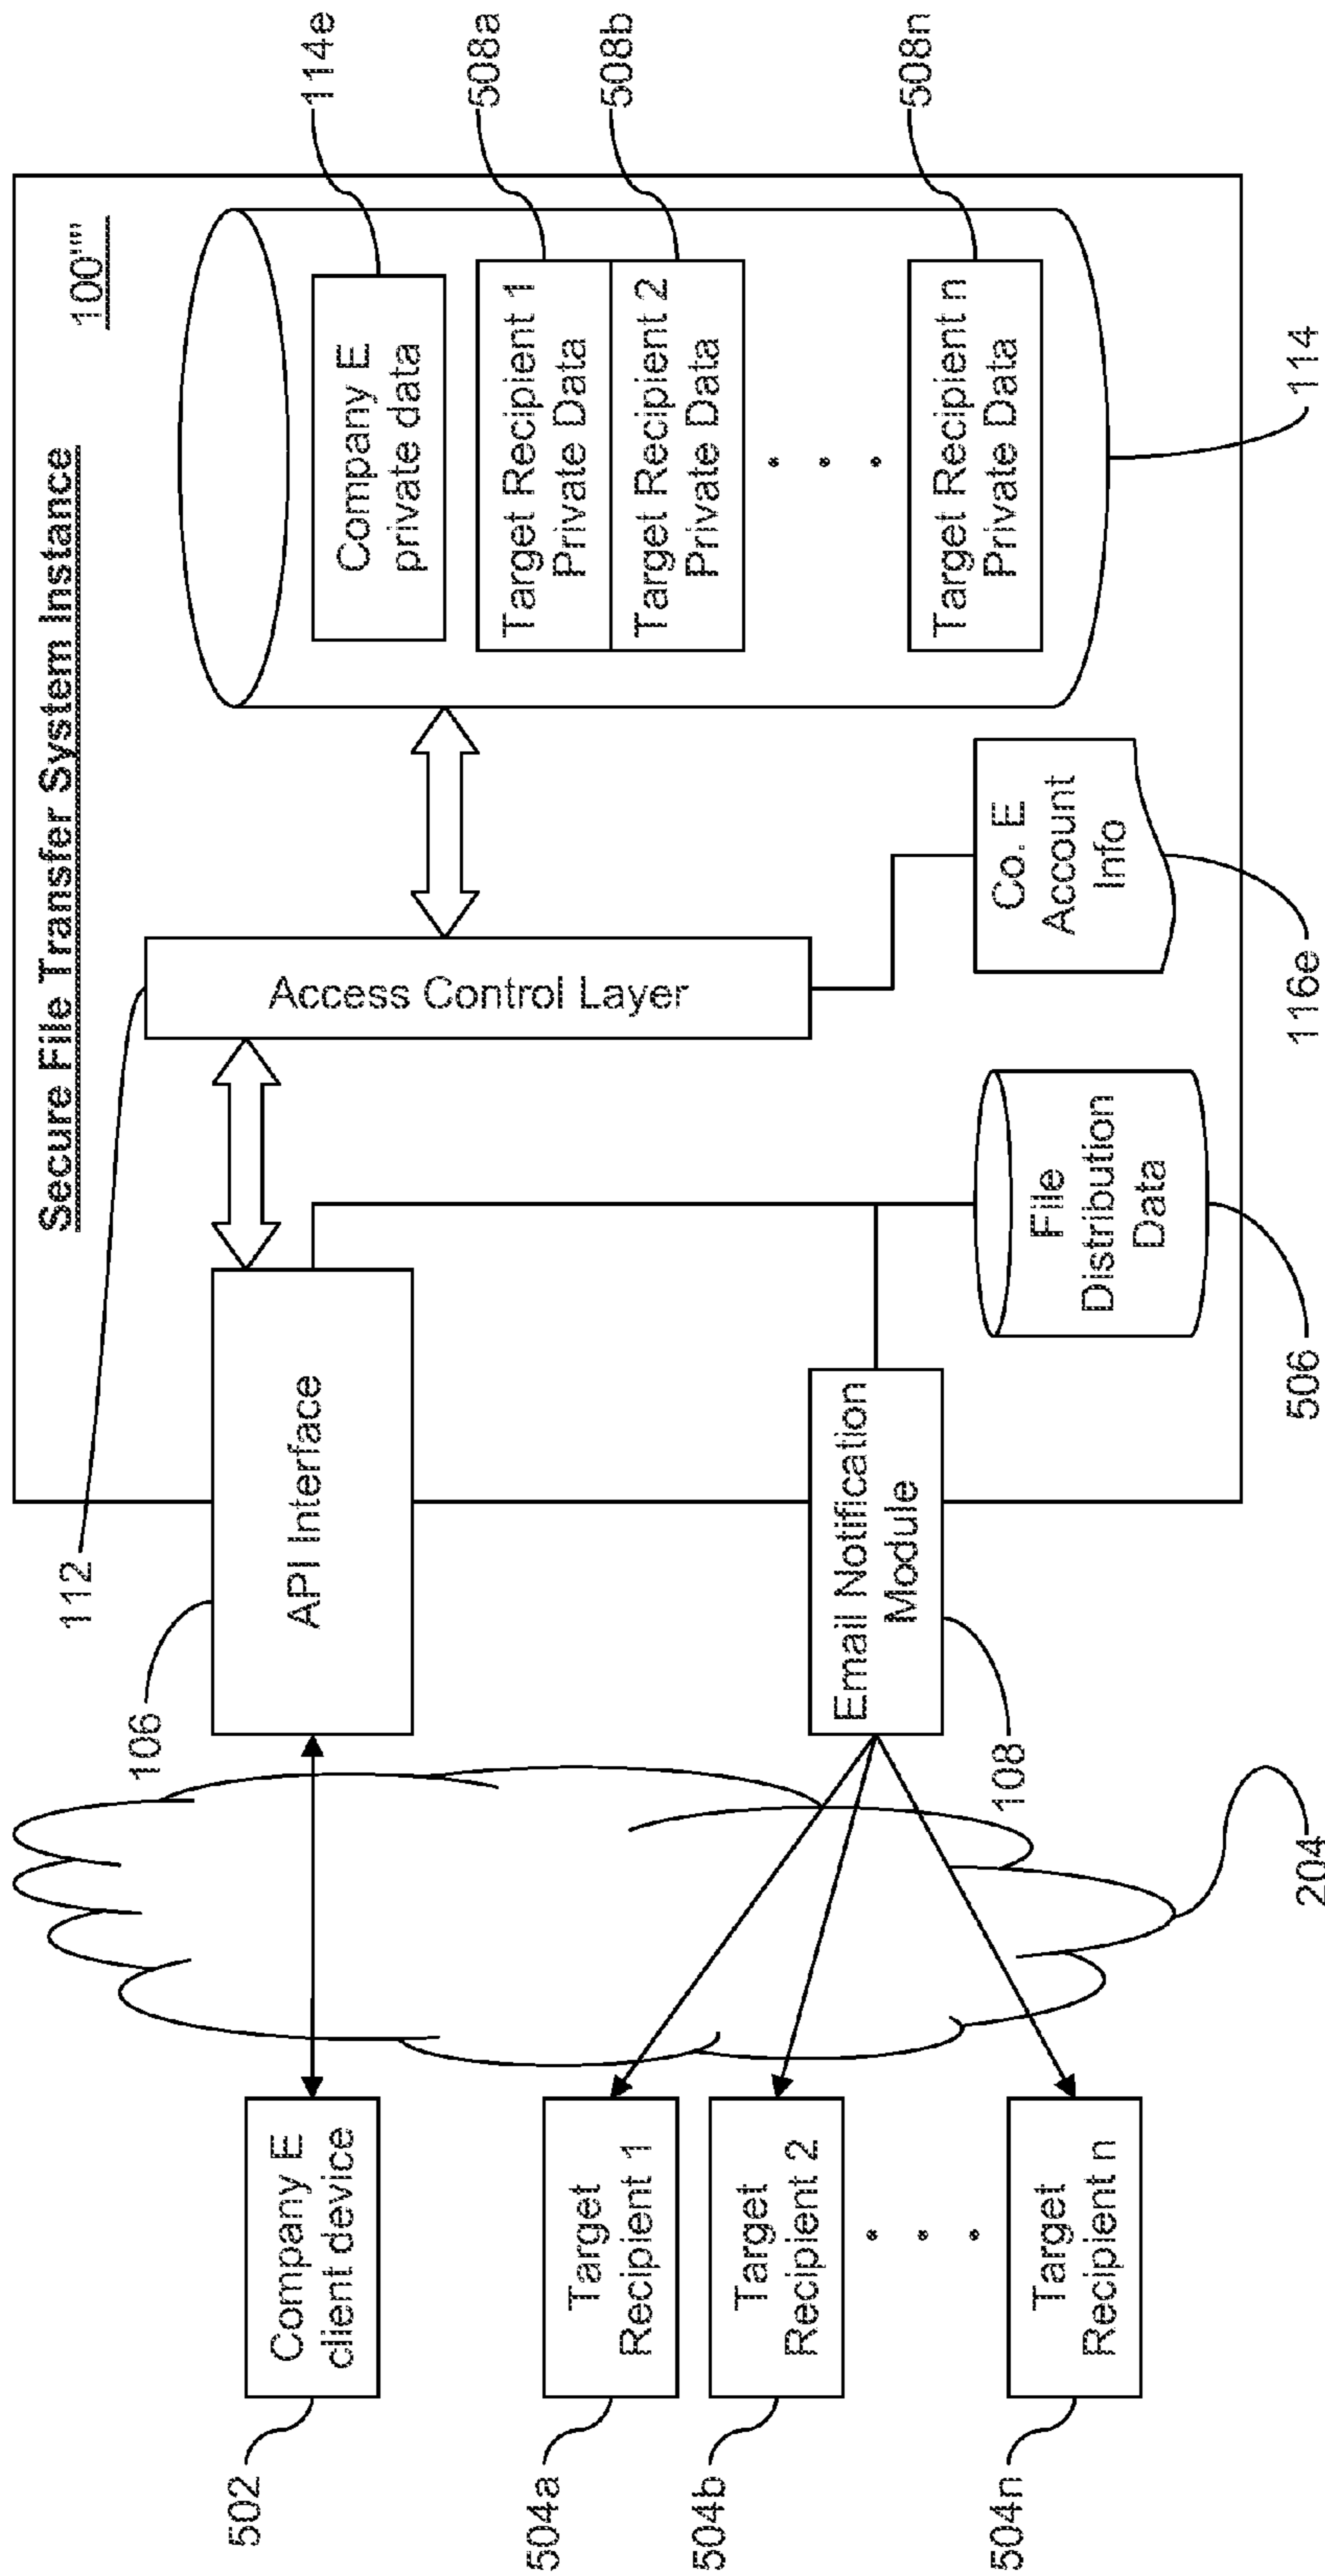 Secure File Transfer System Instance
100''''
112
106
API Interface
Access Control Layer
Company E
private data
114e
Target Recipient 1
Private Data
508a
Target Recipient 2
Private Data
508b
Target Recipient n
Private Data
508n
114
502
Company E
client device
504a
Target
Recipient 1
504b
Target
Recipient 2
504n
Target
Recipient n
204
Email Notification
Module
108
File
Distribution
Data
506
Co. E
Account
Info
116e